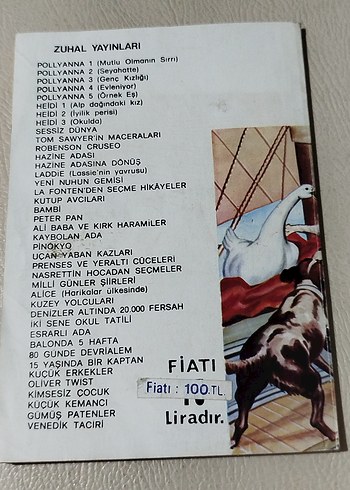 ZUHAL YAYINLARI
POLLYANNA 1 (Mutlu Olmanın Sırrı)
POLLYANNA 2 (Seyahatte)
POLLYANNA 3 (Genç Kızlığı)
POLLYANNA 4 (Evleniyor)
POLLYANNA 5 (Örnek Eş)
HEİDİ 1 (Alp dağındaki kız)
HEİDİ 2 (İyilik perisi)
HEİDİ 3 (Okulda)
SESSİZ DÜNYA
TOM SAWYER'İN MACERALARI
ROBENSON CRUSEO
HAZİNE ADASI
HAZİNE ADASINA DÖNÜŞ
LADDİE (Lassie'nin yavrusu)
YENİ NUHUN GEMİSİ
LA FONTEN'DEN SEÇME HİKÂYELER
KUTUP AVCILARI
BAMBİ
PETER PAN
ALİ BABA VE KIRK HARAMİLER
KAYBOLAN ADA
PİNOKYO
UÇAN YABAN KAZLARI
PRENSES VE YERALTI CÜCELERİ
NASRETTİN HOCADAN SEÇMELER
MİLLİ GÜNLER ŞİİRLERİ
ALİCE (Harikalar ülkesinde)
KUZEY YOLCULARI
DENİZLER ALTINDA 20.000 FERSAH
İKİ SENE OKUL TATİLİ
ESRARLI ADA
BALONDA 5 HAFTA
80 GÜNDE DEVRİALEM
15 YAŞINDA BİR KAPTAN
KÜÇÜK ERKEKLER
OLİVER TWIST
KİMSESİZ ÇOCUK
KÜÇÜK KEMANCI
GÜMÜŞ PATENLER
VENEDİK TACİRİ
FİATI
Fiatı : 100 TL.
Liradır.